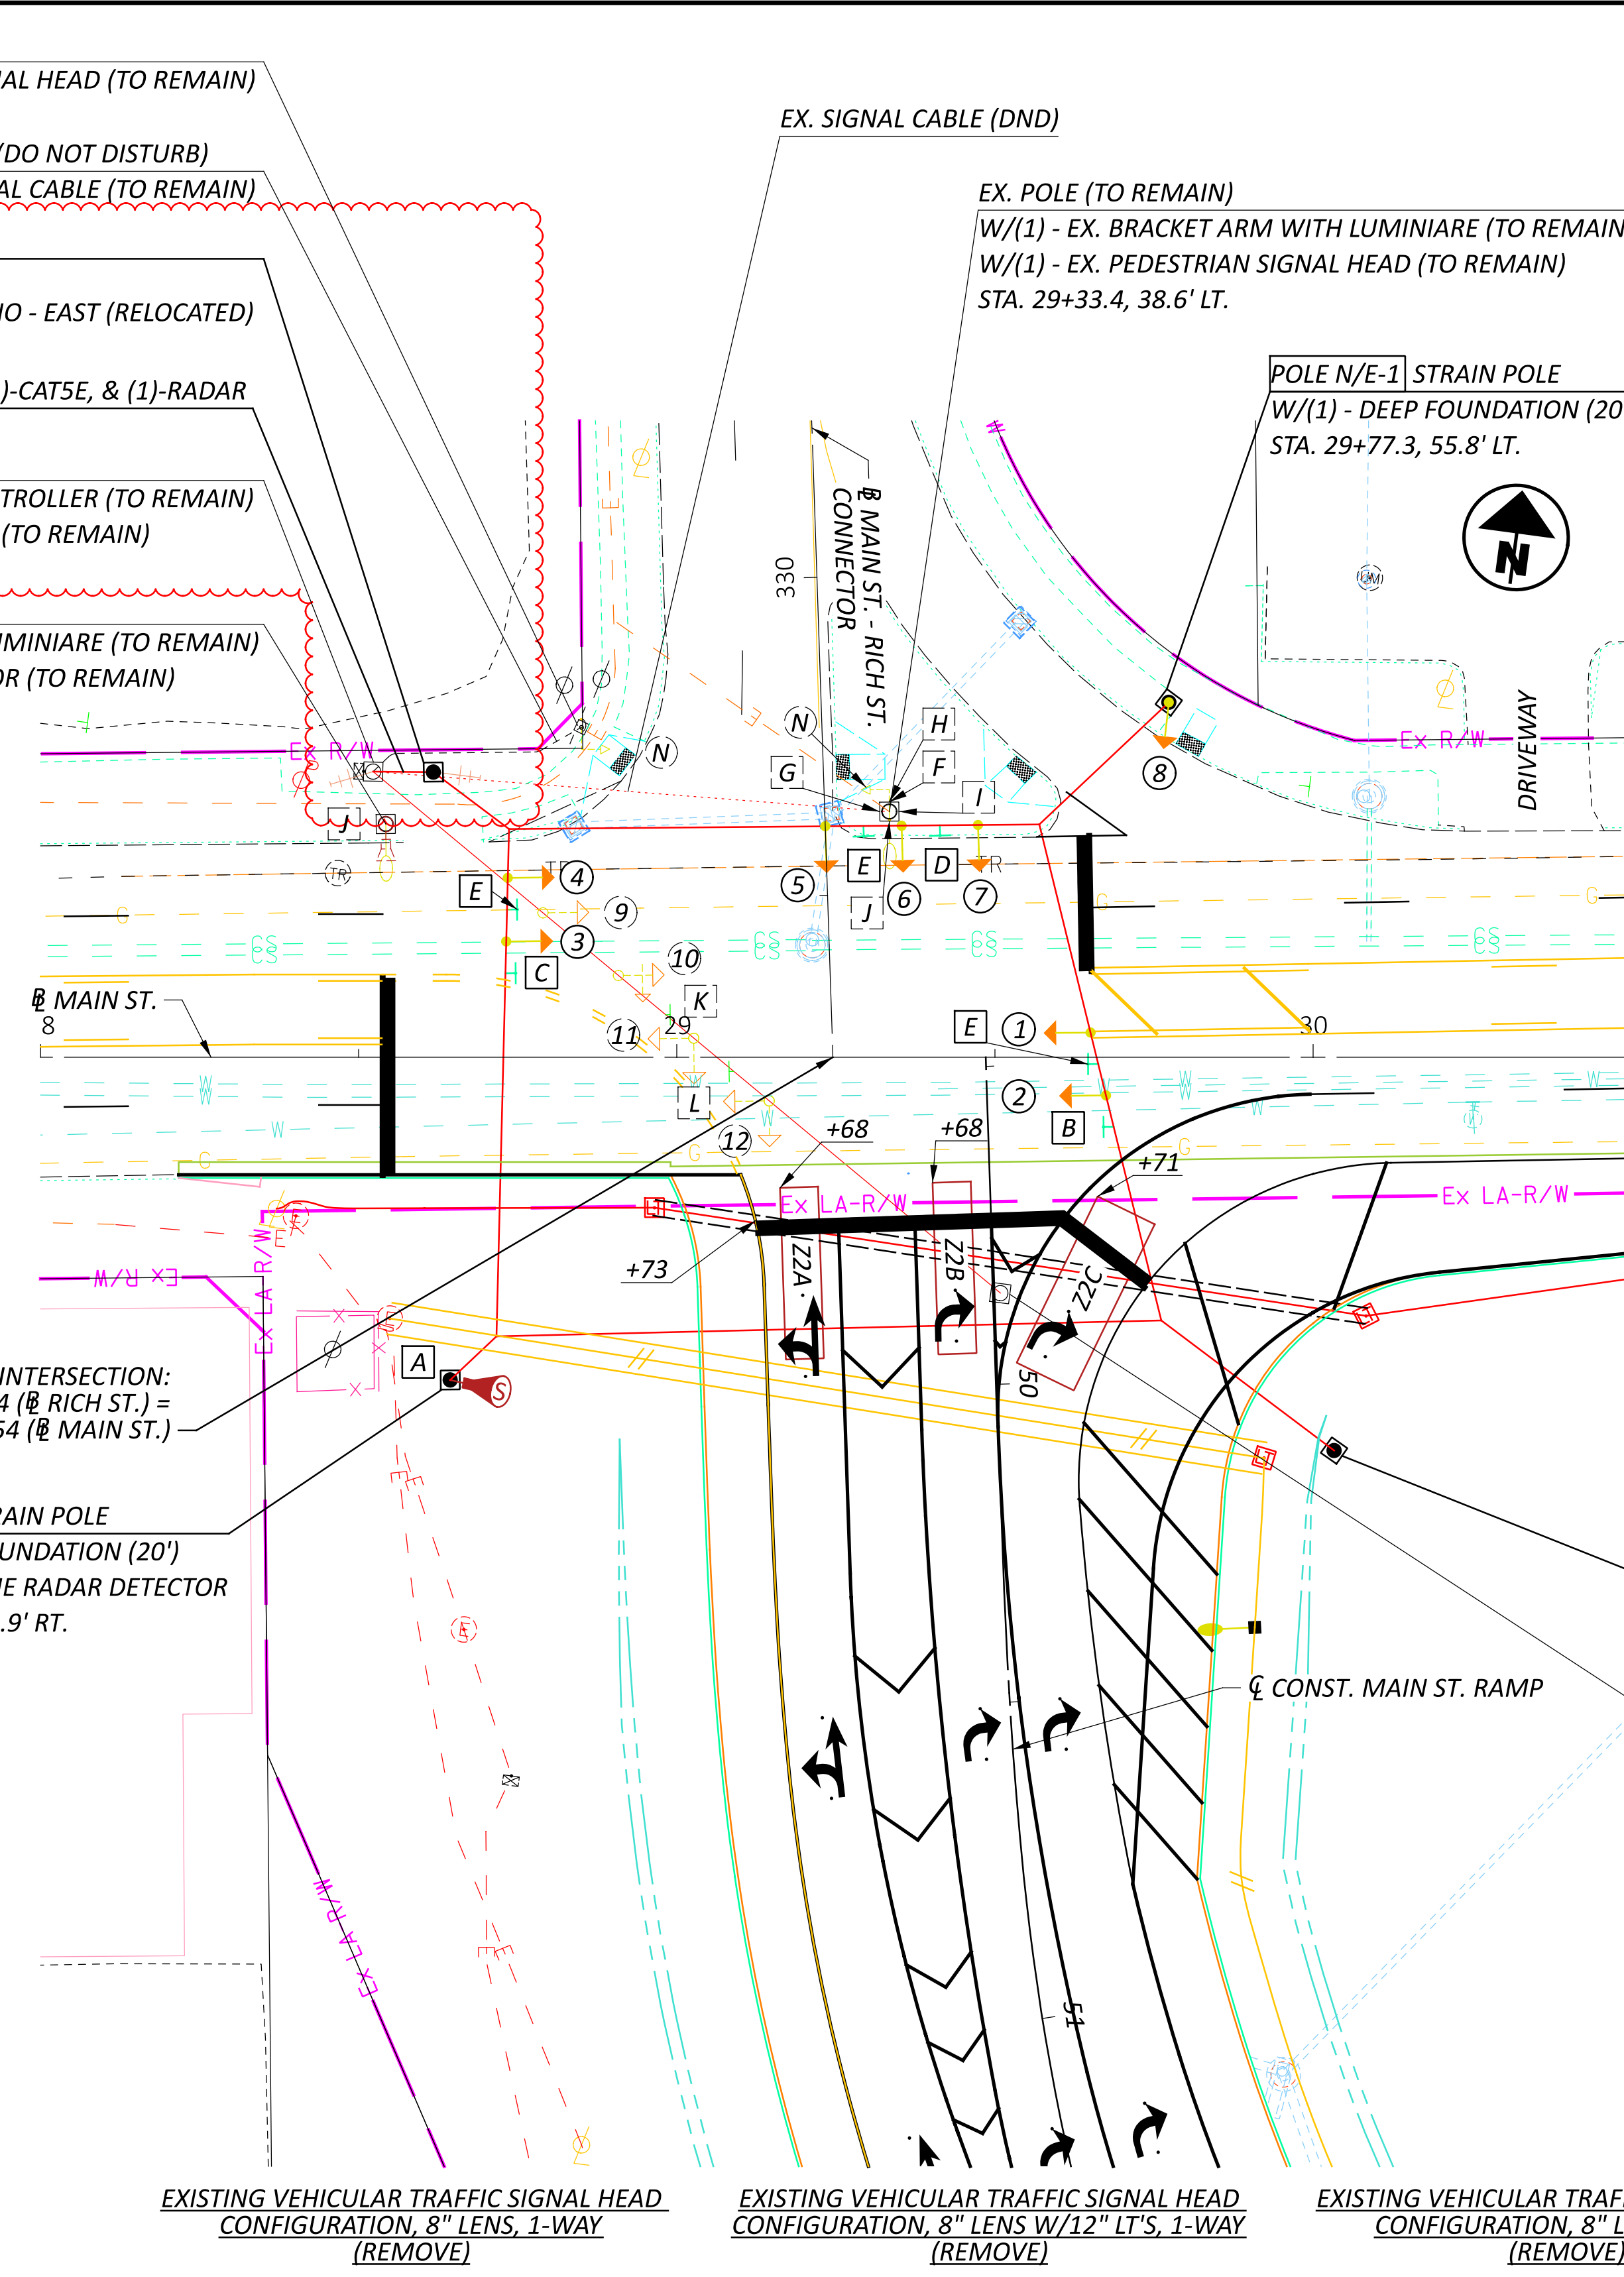 AL HEAD (TO REMAIN)
(DO NOT DISTURB)
AL CABLE (TO REMAIN)
IO - EAST (RELOCATED)
)-CAT5E, & (1)-RADAR
TROLLER (TO REMAIN)
(TO REMAIN)
UMINIARE (TO REMAIN)
OR (TO REMAIN)
EX. SIGNAL CABLE (DND)
EX. POLE (TO REMAIN)
W/(1) - EX. BRACKET ARM WITH LUMINIARE (TO REMAIN
W/(1) - EX. PEDESTRIAN SIGNAL HEAD (TO REMAIN)
STA. 29+33.4, 38.6' LT.
POLE N/E-1 STRAIN POLE
W/(1) - DEEP FOUNDATION (20
STA. 29+77.3, 55.8' LT.
N
℄ MAIN ST. - RICH ST.
CONNECTOR
330
DRIVEWAY
Ex R/W
Ex R/W
N
N
H
G
F
I
J
8
E
4
TR
9
3
C
5
E
6
D
7
TR
J
10
K
11
29
L
12
E
1
2
B
30
℄ MAIN ST.
8
+68
+68
+71
+73
Ex LA-R/W
Ex LA-R/W
Ex R/W
Ex LA R/W
Z2A
Z2B
Z2C
A
S
INTERSECTION:
4 (℄ RICH ST.) =
54 (℄ MAIN ST.)
50
RAIN POLE
UNDATION (20')
NE RADAR DETECTOR
.9' RT.
℄ CONST. MAIN ST. RAMP
Ex LA-R/W
51
EXISTING VEHICULAR TRAFFIC SIGNAL HEAD
CONFIGURATION, 8" LENS, 1-WAY
(REMOVE)
EXISTING VEHICULAR TRAFFIC SIGNAL HEAD
CONFIGURATION, 8" LENS W/12" LT'S, 1-WAY
(REMOVE)
EXISTING VEHICULAR TRAF
CONFIGURATION, 8" L
(REMOVE)